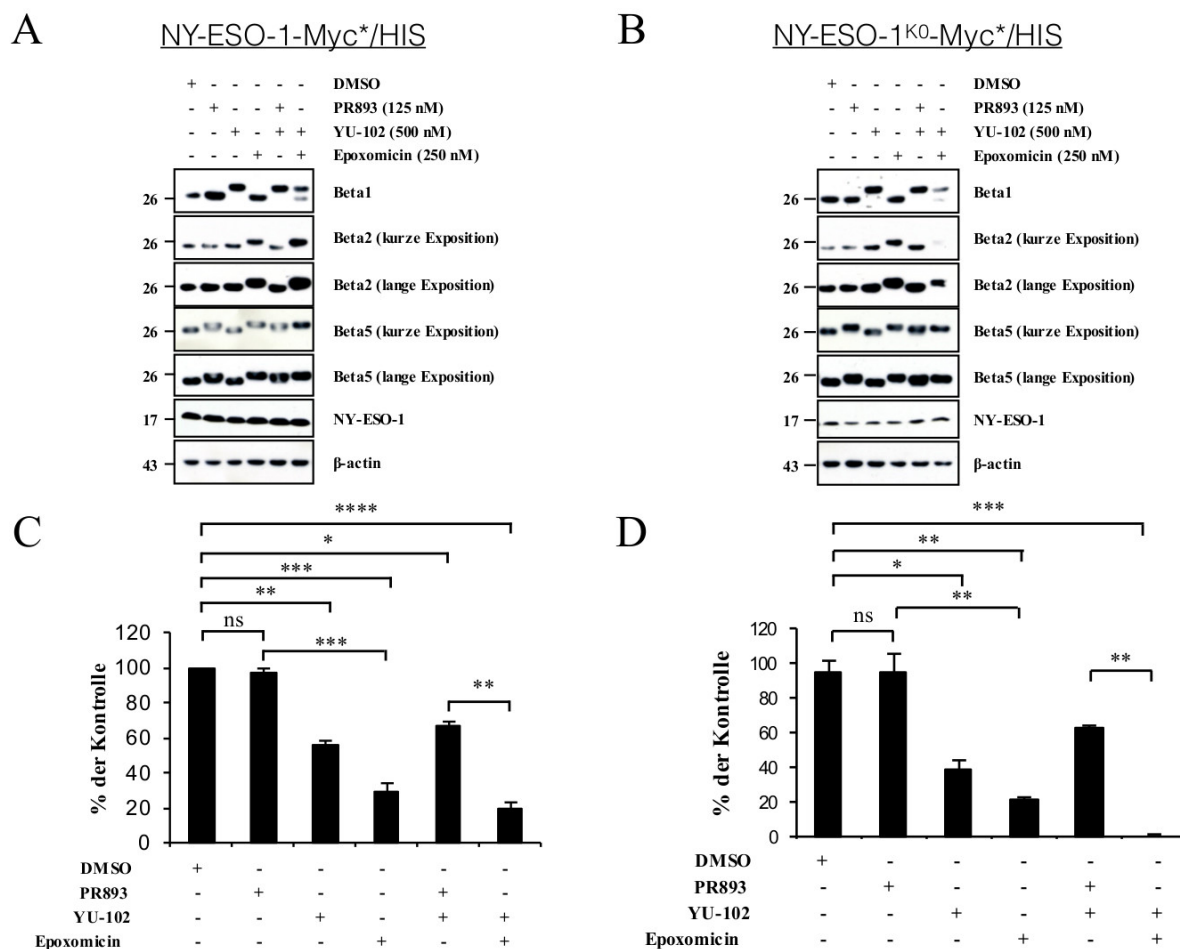 A
NY-ESO-1-Myc*/HIS
+ - - - - - DMSO
- + - - + - PR893 (125 nM)
- - + - + + YU-102 (500 nM)
- - - + - + Epoxomicin (250 nM)
26 Beta1
26 Beta2 (kurze Exposition)
26 Beta2 (lange Exposition)
26 Beta5 (kurze Exposition)
26 Beta5 (lange Exposition)
17 NY-ESO-1
43 β-actin
B
NY-ESO-1ᴷ⁰-Myc*/HIS
+ - - - - - DMSO
- + - - + - PR893 (125 nM)
- - + - + + YU-102 (500 nM)
- - - + - + Epoxomicin (250 nM)
26 Beta1
26 Beta2 (kurze Exposition)
26 Beta2 (lange Exposition)
26 Beta5 (kurze Exposition)
26 Beta5 (lange Exposition)
17 NY-ESO-1
43 β-actin
C
****
*
***
**
ns
***
**
% der Kontrolle
120
100
80
60
40
20
0
DMSO + - - - - -
PR893 - + - - + -
YU-102 - - + - + +
Epoxomicin - - - + - +
D
***
**
*
**
ns
**
% der Kontrolle
120
100
80
60
40
20
0
DMSO + - - - - -
PR893 - + - - + -
YU-102 - - + - + +
Epoxomicin - - - + - +